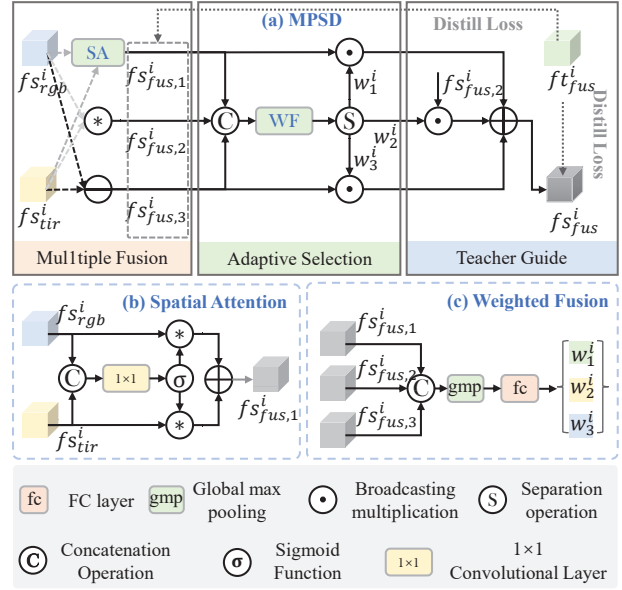 (a) MPSD
Distill Loss
fs^i_rgb
SA
fs^i_fus,1
w^i_1
fs^i_fus,2
ft^i_fus
*
fs^i_fus,2
C
WF
S
w^i_2
Distill Loss
w^i_3
fs^i_tir
fs^i_fus,3
fs^i_fus
Mul1tiple Fusion
Adaptive Selection
Teacher Guide
(b) Spatial Attention
fs^i_rgb
*
C
1×1
σ
fs^i_fus,1
fs^i_tir
*
(c) Weighted Fusion
fs^i_fus,1
fs^i_fus,2
C
gmp
fc
fs^i_fus,3
w^i_1
w^i_2
w^i_3
fc
FC layer
gmp
Global max
pooling
Broadcasting
multiplication
S
Separation
operation
C
Concatenation
Operation
σ
Sigmoid
Function
1×1
1×1
Convolutional Layer